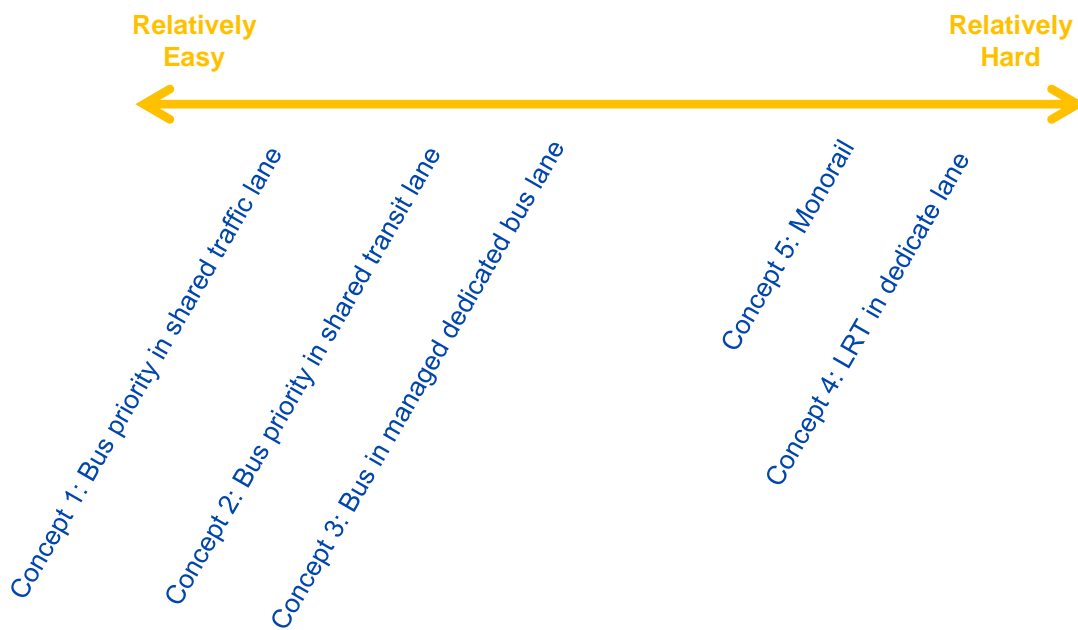 Relatively
Easy
Relatively
Hard
Concept 1: Bus priority in shared traffic lane
Concept 2: Bus priority in shared transit lane
Concept 3: Bus in managed dedicated bus lane
Concept 5: Monorail
Concept 4: LRT in dedicate lane